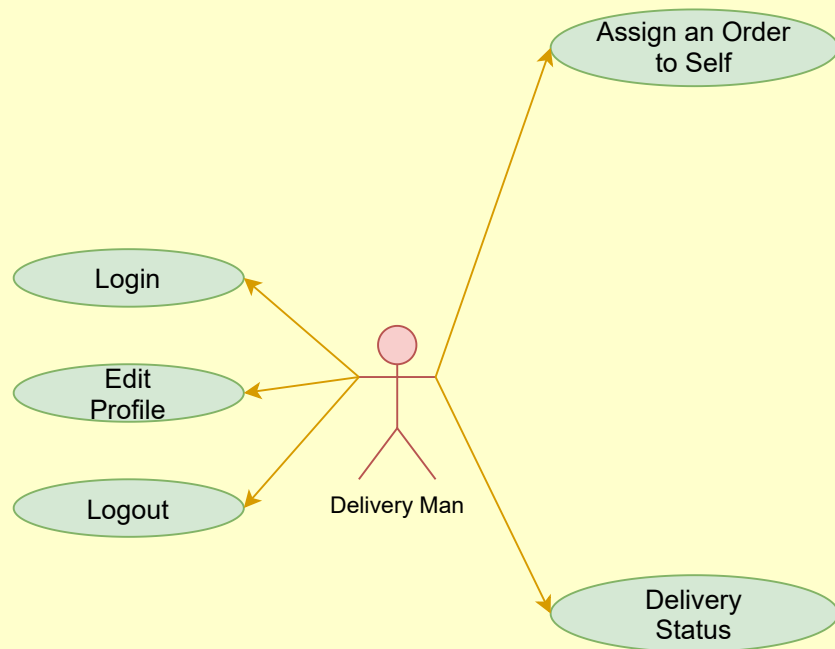 Assign an Order
to Self
Login
Edit
Profile
Logout
Delivery Man
Delivery
Status